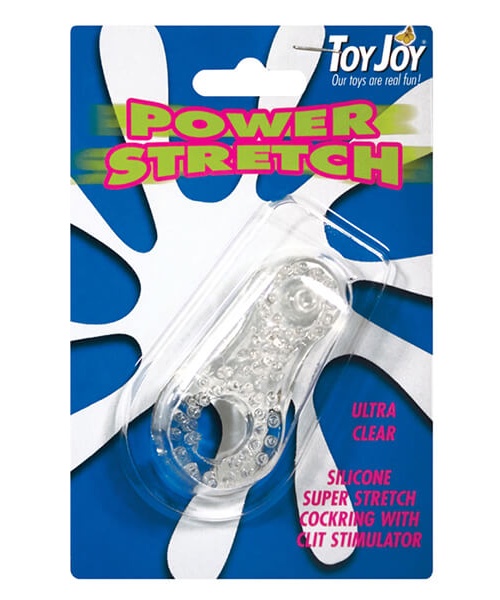 TOYJOY
Our toys are real fun!
POWER
STRETCH
ULTRA
CLEAR
SILICONE
SUPER STRETCH
COCKRING WITH
CLIT STIMULATOR